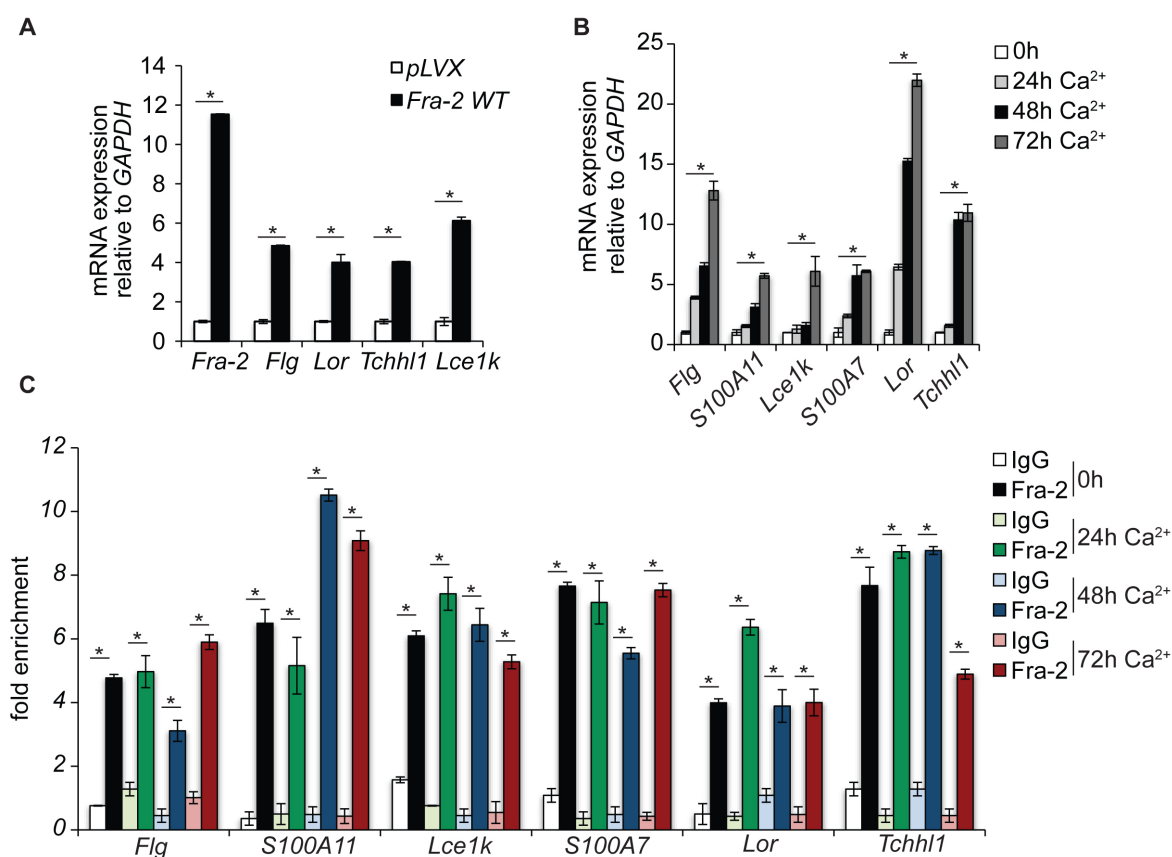 A
mRNA expression
relative to GAPDH
14
12
10
8
6
4
2
0
* * * * *
pLVX
Fra-2 WT
Fra-2 Flg Lor Tchhl1 Lce1k
B
mRNA expression
relative to GAPDH
25
20
15
10
5
0
* * * * * *
0h
24h Ca²⁺
48h Ca²⁺
72h Ca²⁺
Flg S100A11 Lce1k S100A7 Lor Tchhl1
C
fold enrichment
12
10
8
6
4
2
0
* * * * * * * * * * * * * * * * * * * * * * * *
IgG
Fra-2
0h
IgG
Fra-2
24h Ca²⁺
IgG
Fra-2
48h Ca²⁺
IgG
Fra-2
72h Ca²⁺
Flg S100A11 Lce1k S100A7 Lor Tchhl1